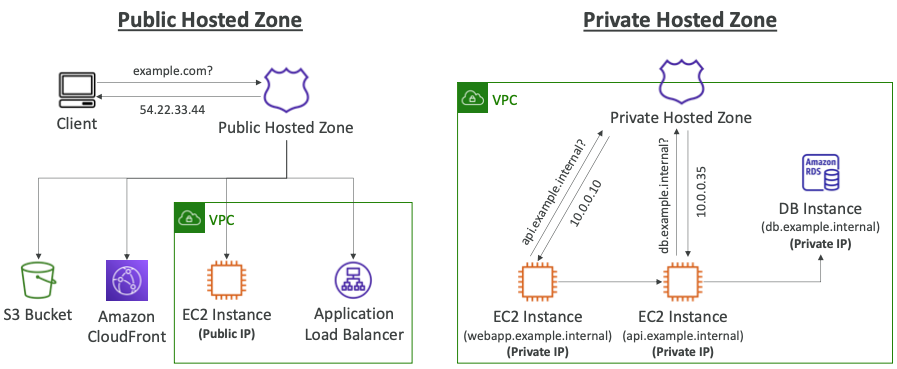 Public Hosted Zone
example.com?
54.22.33.44
Client
Public Hosted Zone
VPC
S3 Bucket
Amazon
CloudFront
EC2 Instance
(Public IP)
Application
Load Balancer
Private Hosted Zone
VPC
Private Hosted Zone
api.example.internal?
10.0.0.10
db.example.internal?
10.0.0.35
Amazon
RDS
DB Instance
(db.example.internal)
(Private IP)
EC2 Instance
(webapp.example.internal)
(Private IP)
EC2 Instance
(api.example.internal)
(Private IP)